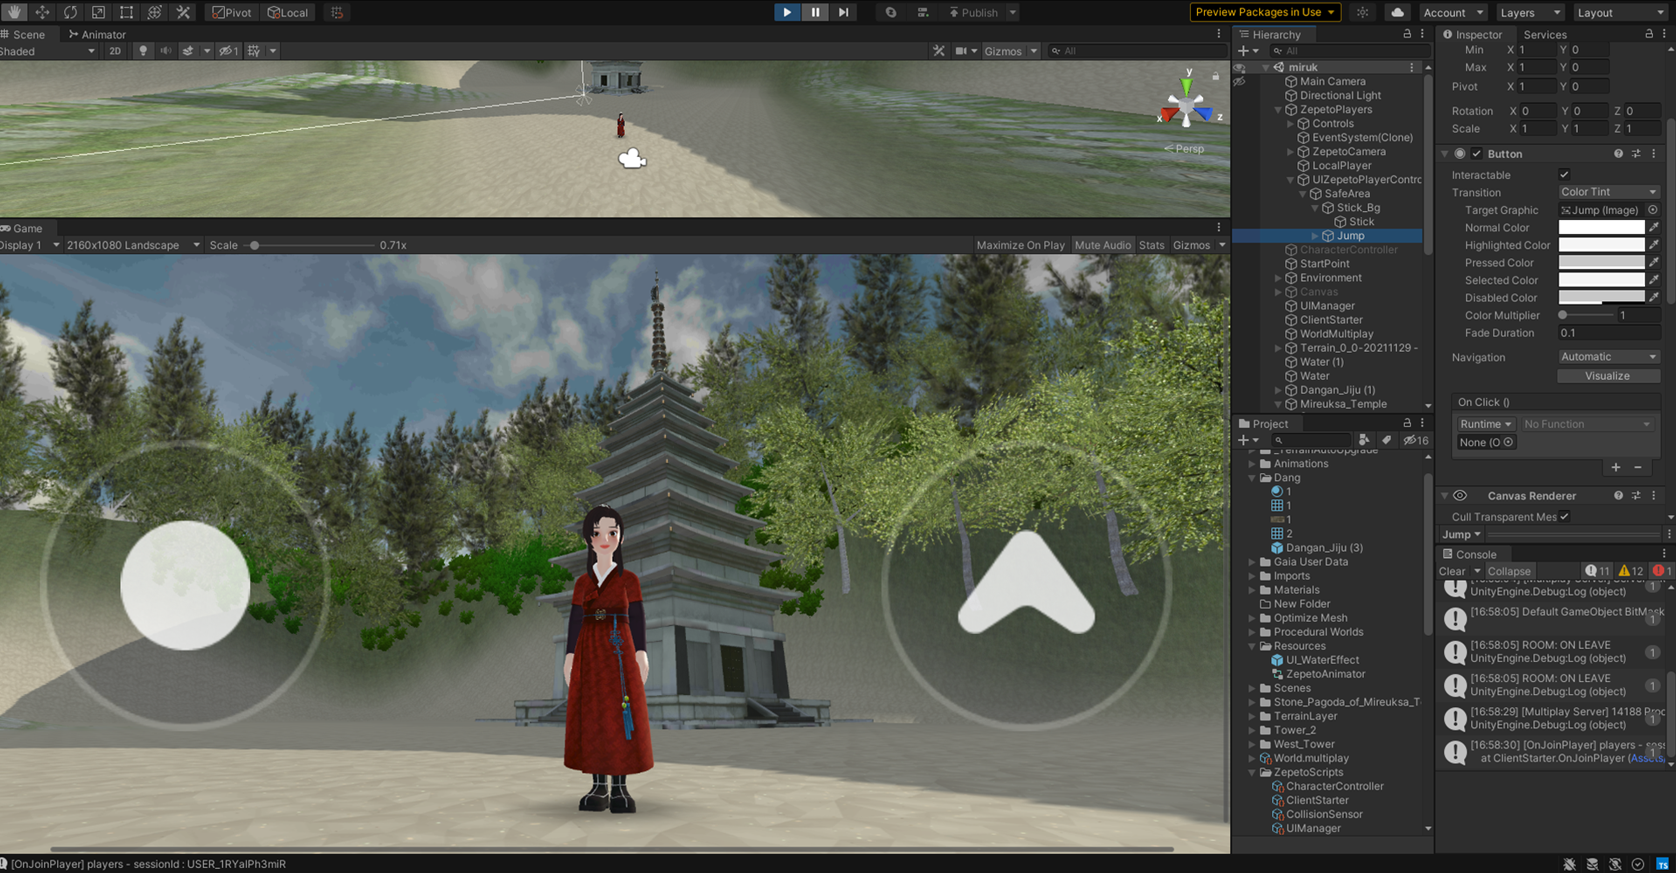 Pivot
Local
Publish
Preview Packages in Use
Account
Layers
Layout
Scene
Animator
Shaded
2D
1
Gizmos
All
y
x
z
Persp
Game
Display 1
2160x1080 Landscape
Scale
0.71x
Maximize On Play
Mute Audio
Stats
Gizmos
Hierarchy
All
miruk
Main Camera
Directional Light
ZepetoPlayers
Controls
EventSystem(Clone)
ZepetoCamera
LocalPlayer
UIZepetoPlayerContro
SafeArea
Stick_Bg
Stick
Jump
CharacterController
StartPoint
Environment
Canvas
UIManager
ClientStarter
WorldMultiplay
Terrain_0_0-20211129 -
Water (1)
Water
Dangan_Jiju (1)
Mireuksa_Temple
Project
16
_TerrainAutoUpgrade
Animations
Dang
1
1
1
2
Dangan_Jiju (3)
Gaia User Data
Imports
Materials
New Folder
Optimize Mesh
Procedural Worlds
Resources
UI_WaterEffect
ZepetoAnimator
Scenes
Stone_Pagoda_of_Mireuksa_T
TerrainLayer
Tower_2
West_Tower
World.multiplay
ZepetoScripts
CharacterController
ClientStarter
CollisionSensor
UIManager
Inspector
Services
Min X 1 Y 0
Max X 1 Y 0
Pivot X 1 Y 0
Rotation X 0 Y 0 Z 0
Scale X 1 Y 1 Z 1
Button
Interactable
Transition Color Tint
Target Graphic Jump (Image)
Normal Color
Highlighted Color
Pressed Color
Selected Color
Disabled Color
Color Multiplier 1
Fade Duration 0.1
Navigation Automatic
Visualize
On Click ()
Runtime No Function
None (O
Canvas Renderer
Cull Transparent Mes
Jump
Console
Clear Collapse 11 12 1
UnityEngine.Debug:Log (object) 1
[16:58:05] Default GameObject BitMask
1
[16:58:05] ROOM: ON LEAVE
UnityEngine.Debug:Log (object) 1
[16:58:05] ROOM: ON LEAVE
UnityEngine.Debug:Log (object) 1
[16:58:29] [Multiplay Server] 14188 Proc
UnityEngine.Debug:Log (object) 1
[16:58:30] [OnJoinPlayer] players - sess
at ClientStarter.OnJoinPlayer (Assets 1
[OnJoinPlayer] players - sessionId : USER_1RYalPh3miR
TS